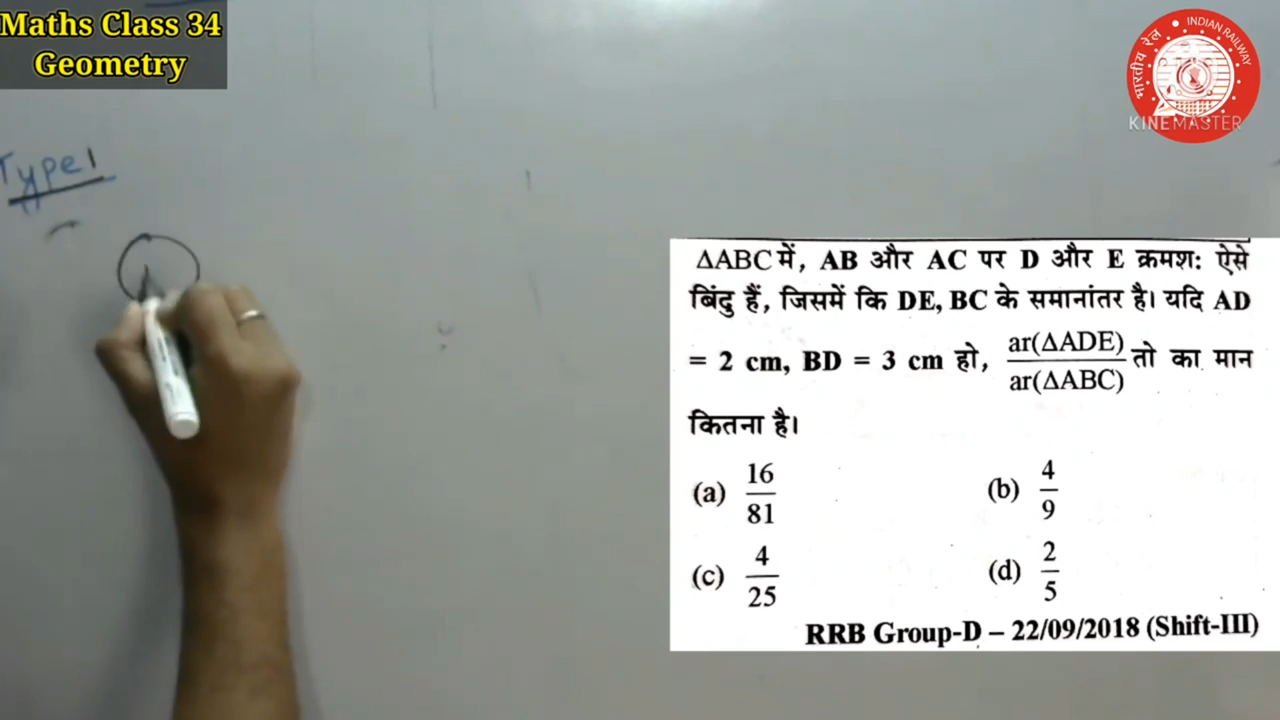 Maths Class 34
Geometry
INDIAN RAILWAY
भारतीय रेल
KINEMASTER
Type 1
ΔABC में, AB और AC पर D और E क्रमश: ऐसे
बिंदु हैं, जिसमें कि DE, BC के समानांतर है। यदि AD
= 2 cm, BD = 3 cm हो, ar(ΔADE)/ar(ΔABC) तो का मान
कितना है।
(a) 16/81 (b) 4/9
(c) 4/25 (d) 2/5
RRB Group-D – 22/09/2018 (Shift-III)